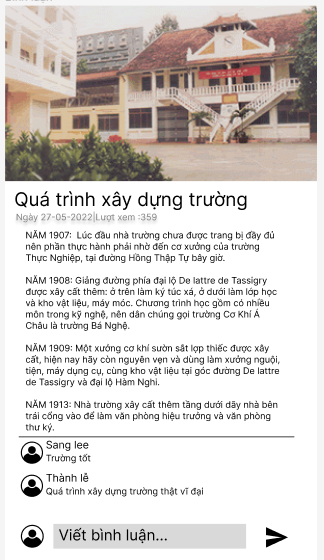 Quá trình xây dựng trường
Ngày 27-05-2022|Lượt xem :359
NĂM 1907: Lúc đầu nhà trường chưa được trang bị đầy đủ
nên phần thực hành phải nhờ đến cơ xưởng của trường
Thực Nghiệp, tại đường Hồng Thập Tự bây giờ.
NĂM 1908: Giảng đường phía đại lộ De lattre de Tassigny
được xây cất thêm: ở trên làm ký túc xá, ở dưới làm lớp học
và kho vật liệu, máy móc. Chương trình học gồm có nhiều
môn trong kỹ nghệ, nên dân chúng gọi trường Cơ Khí Á
Châu là trường Bá Nghệ.
NĂM 1909: Một xưởng cơ khí sườn sắt lợp thiếc được xây
cất, hiện nay hãy còn nguyên vẹn và dùng làm xưởng nguội,
tiện, máy dụng cụ, cùng kho vật liệu tại góc đường De lattre
de Tassigny và đại lộ Hàm Nghi.
NĂM 1913: Nhà trường xây cất thêm tầng dưới dãy nhà bên
trái cổng vào để làm văn phòng hiệu trưởng và văn phòng
thư ký.
Sang lee
Trường tốt
Thành lễ
Quá trình xây dựng trường thật vĩ đại
Viết bình luận...